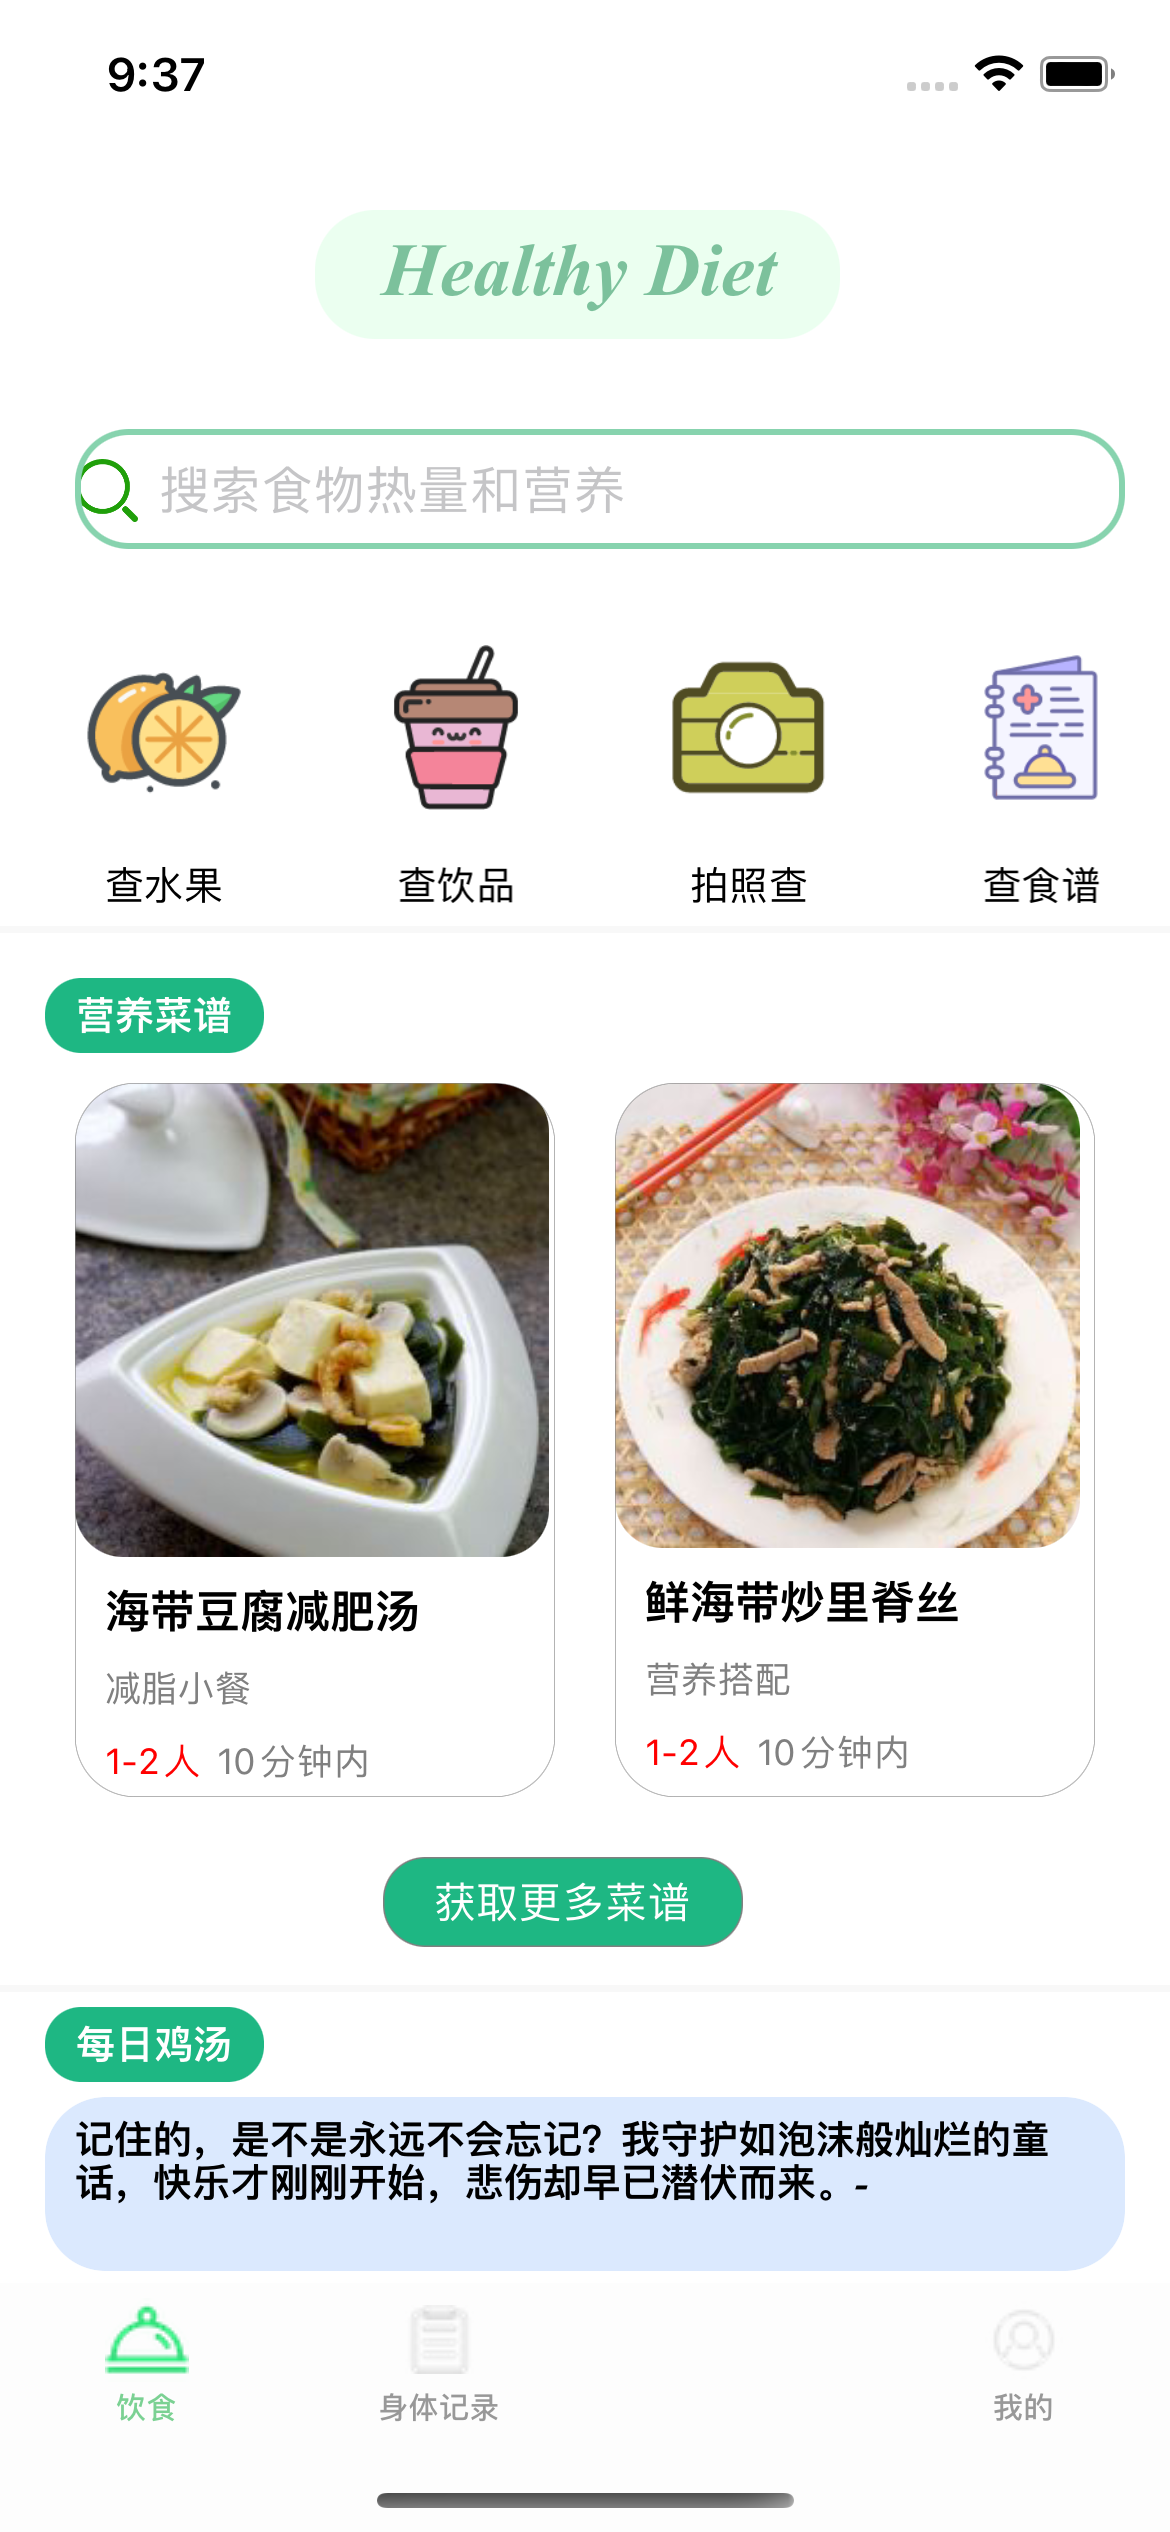 9:37
Healthy Diet
搜索食物热量和营养
查水果
查饮品
拍照查
查食谱
营养菜谱
海带豆腐减肥汤
减脂小餐
1-2人 10分钟内
鲜海带炒里脊丝
营养搭配
1-2人 10分钟内
获取更多菜谱
每日鸡汤
记住的，是不是永远不会忘记？我守护如泡沫般灿烂的童
话，快乐才刚刚开始，悲伤却早已潜伏而来。-
饮食
身体记录
我的